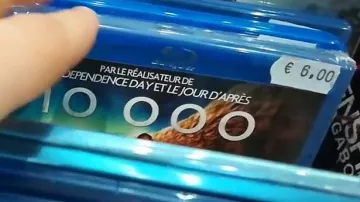 € 6,00
PAR LE RÉALISATEUR DE
DEPENDENCE DAY ET LE JOUR D'APRÈS
10 000